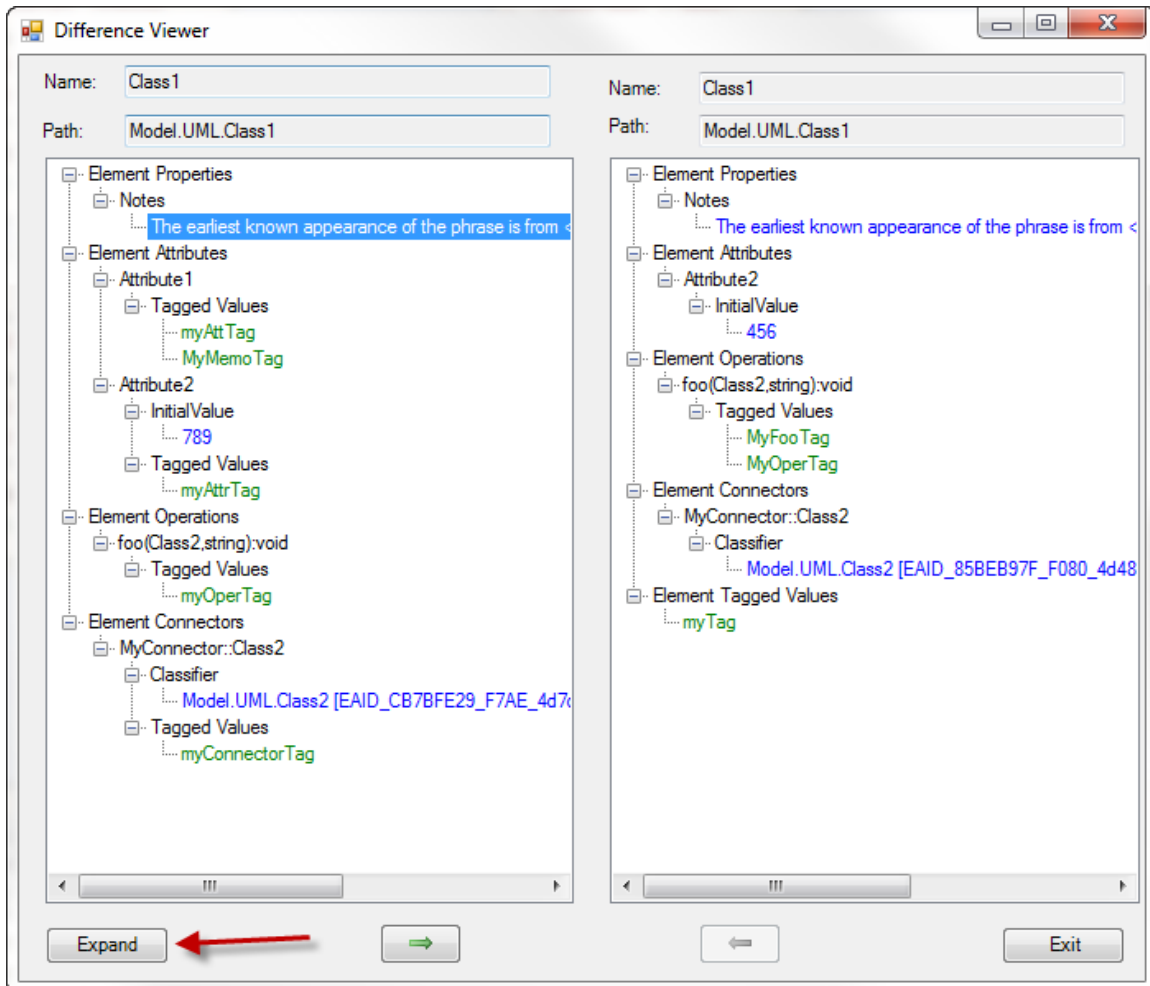 Difference Viewer
Name: Class1
Path: Model.UML.Class1
Element Properties
Notes
The earliest known appearance of the phrase is from <
Element Attributes
Attribute1
Tagged Values
myAttTag
MyMemoTag
Attribute2
InitialValue
789
Tagged Values
myAttrTag
Element Operations
foo(Class2,string):void
Tagged Values
myOperTag
Element Connectors
MyConnector::Class2
Classifier
Model.UML.Class2 [EAID_CB7BFE29_F7AE_4d7
Tagged Values
myConnectorTag
Name: Class1
Path: Model.UML.Class1
Element Properties
Notes
The earliest known appearance of the phrase is from <
Element Attributes
Attribute2
InitialValue
456
Element Operations
foo(Class2,string):void
Tagged Values
MyFooTag
MyOperTag
Element Connectors
MyConnector::Class2
Classifier
Model.UML.Class2 [EAID_85BEB97F_F080_4d48
Element Tagged Values
myTag
Expand
Exit